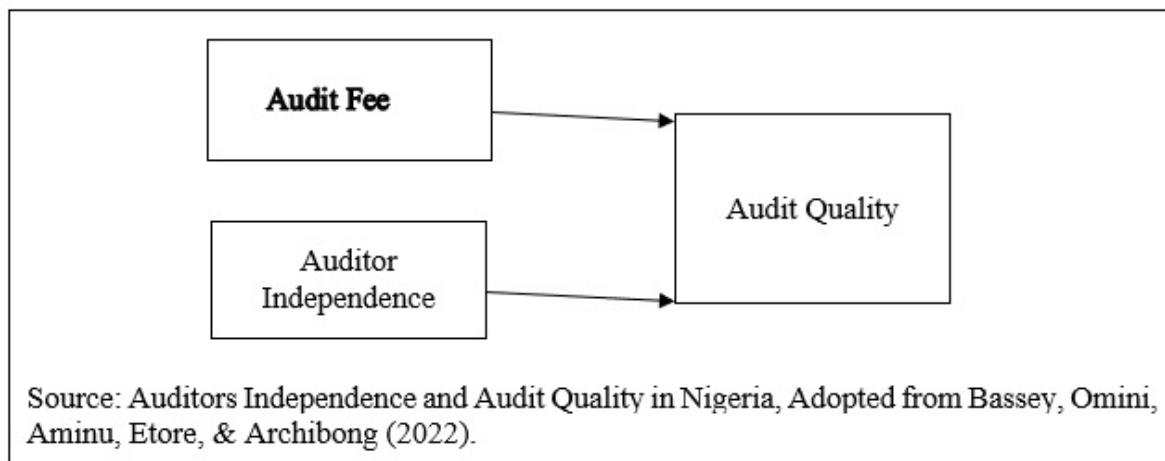 Audit Fee
Audit Quality
Auditor
Independence
Source: Auditors Independence and Audit Quality in Nigeria, Adopted from Bassey, Omini,
Aminu, Etore, & Archibong (2022).